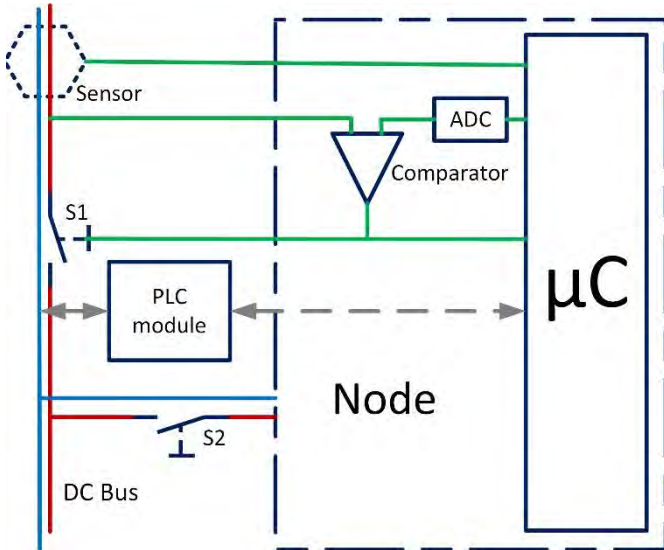 Sensor
ADC
Comparator
S1
PLC
module
µC
Node
S2
DC Bus